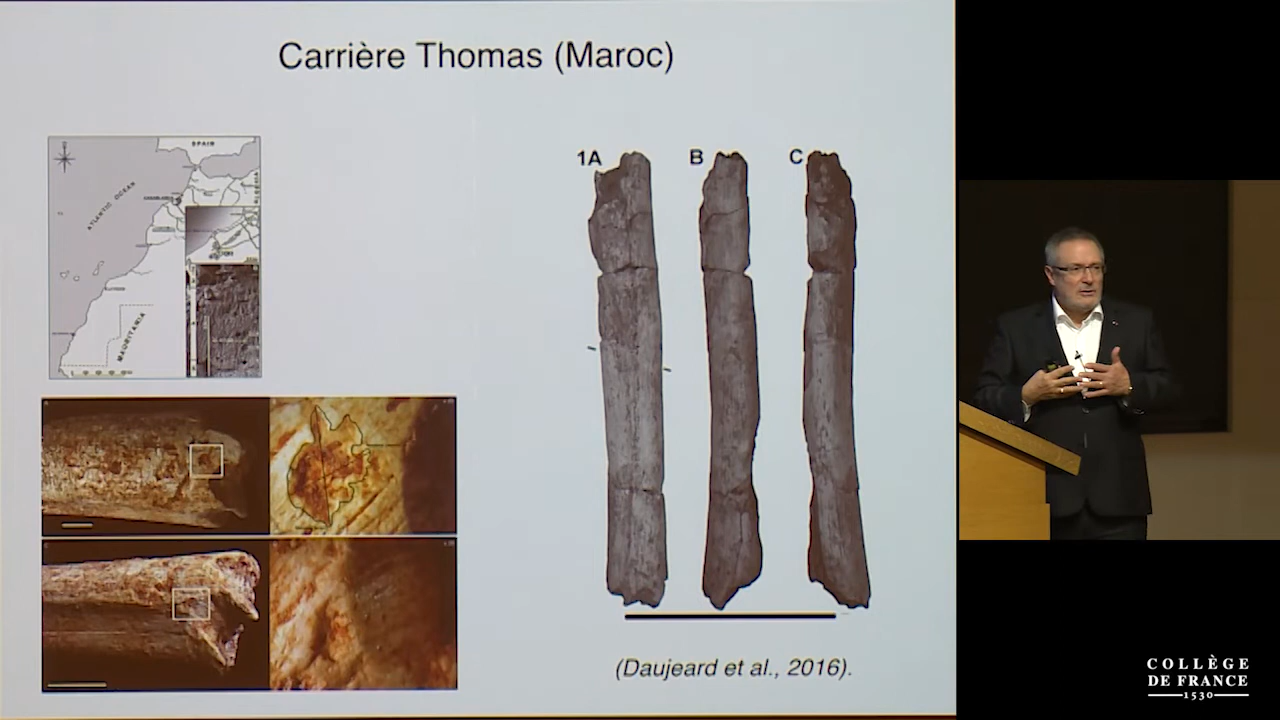 Carrière Thomas (Maroc)
SPAIN
ATLANTIC OCEAN
MAURITANIA
1A
B
C
(Daujeard et al., 2016).
COLLÈGE
DE FRANCE
1530